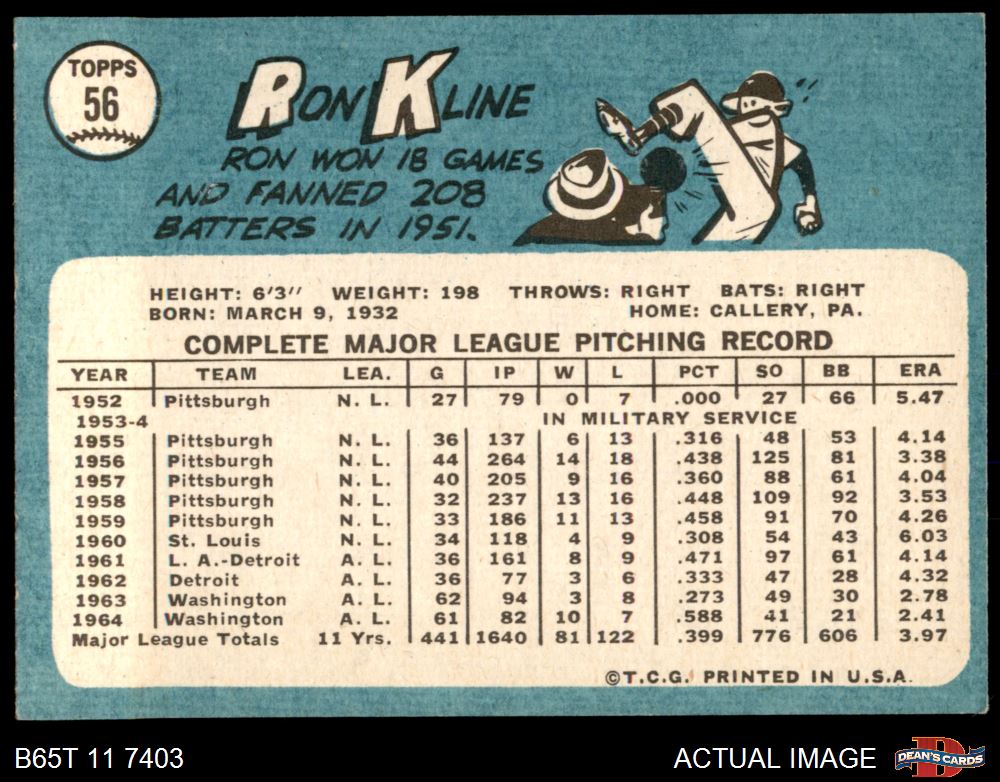 TOPPS
56
RON KLINE
RON WON 18 GAMES
AND FANNED 208
BATTERS IN 1951.
HEIGHT: 6'3" WEIGHT: 198 THROWS: RIGHT BATS: RIGHT
BORN: MARCH 9, 1932 HOME: CALLERY, PA.
COMPLETE MAJOR LEAGUE PITCHING RECORD
YEAR TEAM LEA. G IP W L PCT SO BB ERA
1952 Pittsburgh N. L. 27 79 0 7 .000 27 66 5.47
1953-4 IN MILITARY SERVICE
1955 Pittsburgh N. L. 36 137 6 13 .316 48 53 4.14
1956 Pittsburgh N. L. 44 264 14 18 .438 125 81 3.38
1957 Pittsburgh N. L. 40 205 9 16 .360 88 61 4.04
1958 Pittsburgh N. L. 32 237 13 16 .448 109 92 3.53
1959 Pittsburgh N. L. 33 186 11 13 .458 91 70 4.26
1960 St. Louis N. L. 34 118 4 9 .308 54 43 6.03
1961 L. A.-Detroit A. L. 36 161 8 9 .471 97 61 4.14
1962 Detroit A. L. 36 77 3 6 .333 47 28 4.32
1963 Washington A. L. 62 94 3 8 .273 49 30 2.78
1964 Washington A. L. 61 82 10 7 .588 41 21 2.41
Major League Totals 11 Yrs. 441 1640 81 122 .399 776 606 3.97
©T.C.G. PRINTED IN U.S.A.
B65T 11 7403
ACTUAL IMAGE
D
DEAN'S CARDS